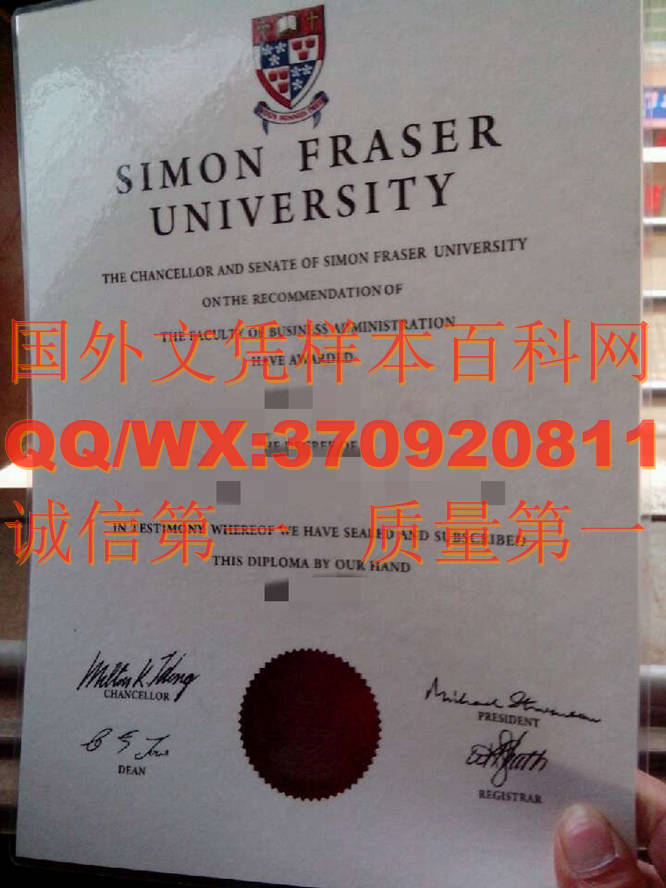 SIMON FRASER
UNIVERSITY
THE CHANCELLOR AND SENATE OF SIMON FRASER UNIVERSITY
ON THE RECOMMENDATION OF
THE FACULTY OF BUSINESS ADMINISTRATION
HAVE AWARDED
国外文凭样本百科网
THE DEGREE OF
QQ/WX:370920811
诚信第一 质量第一
IN TESTIMONY WHEREOF WE HAVE SEALED AND SUBSCRIBED
THIS DIPLOMA BY OUR HAND
CHANCELLOR
PRESIDENT
DEAN
REGISTRAR